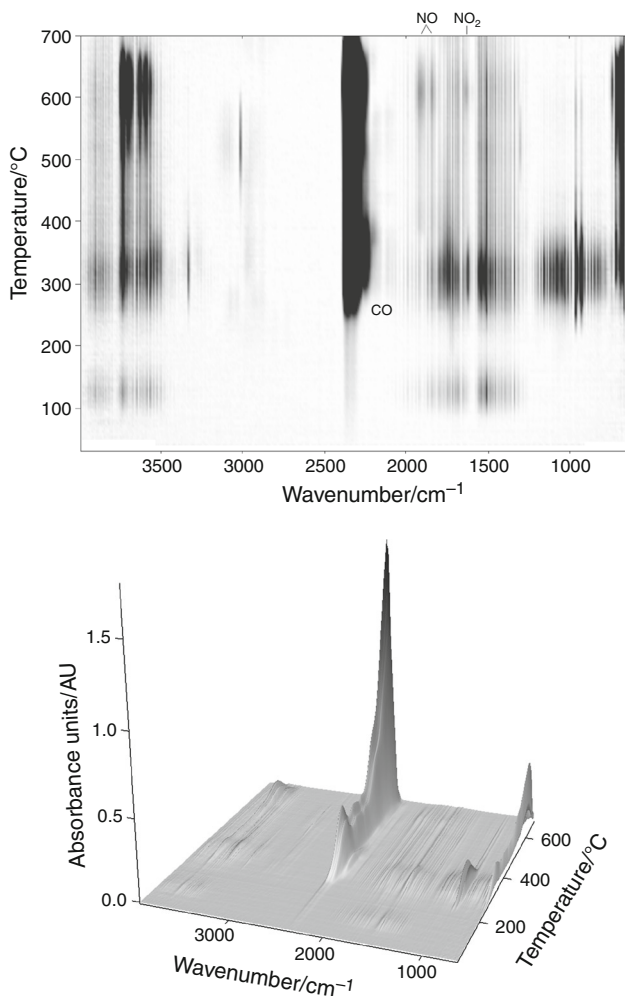 NO NO₂
700
600
500
400
300
200
100
Temperature/°C
CO
3500 3000 2500 2000 1500 1000
Wavenumber/cm⁻¹
1.5
1.0
0.5
0.0
Absorbance units/AU
600
400
200
Temperature/°C
3000 2000 1000
Wavenumber/cm⁻¹